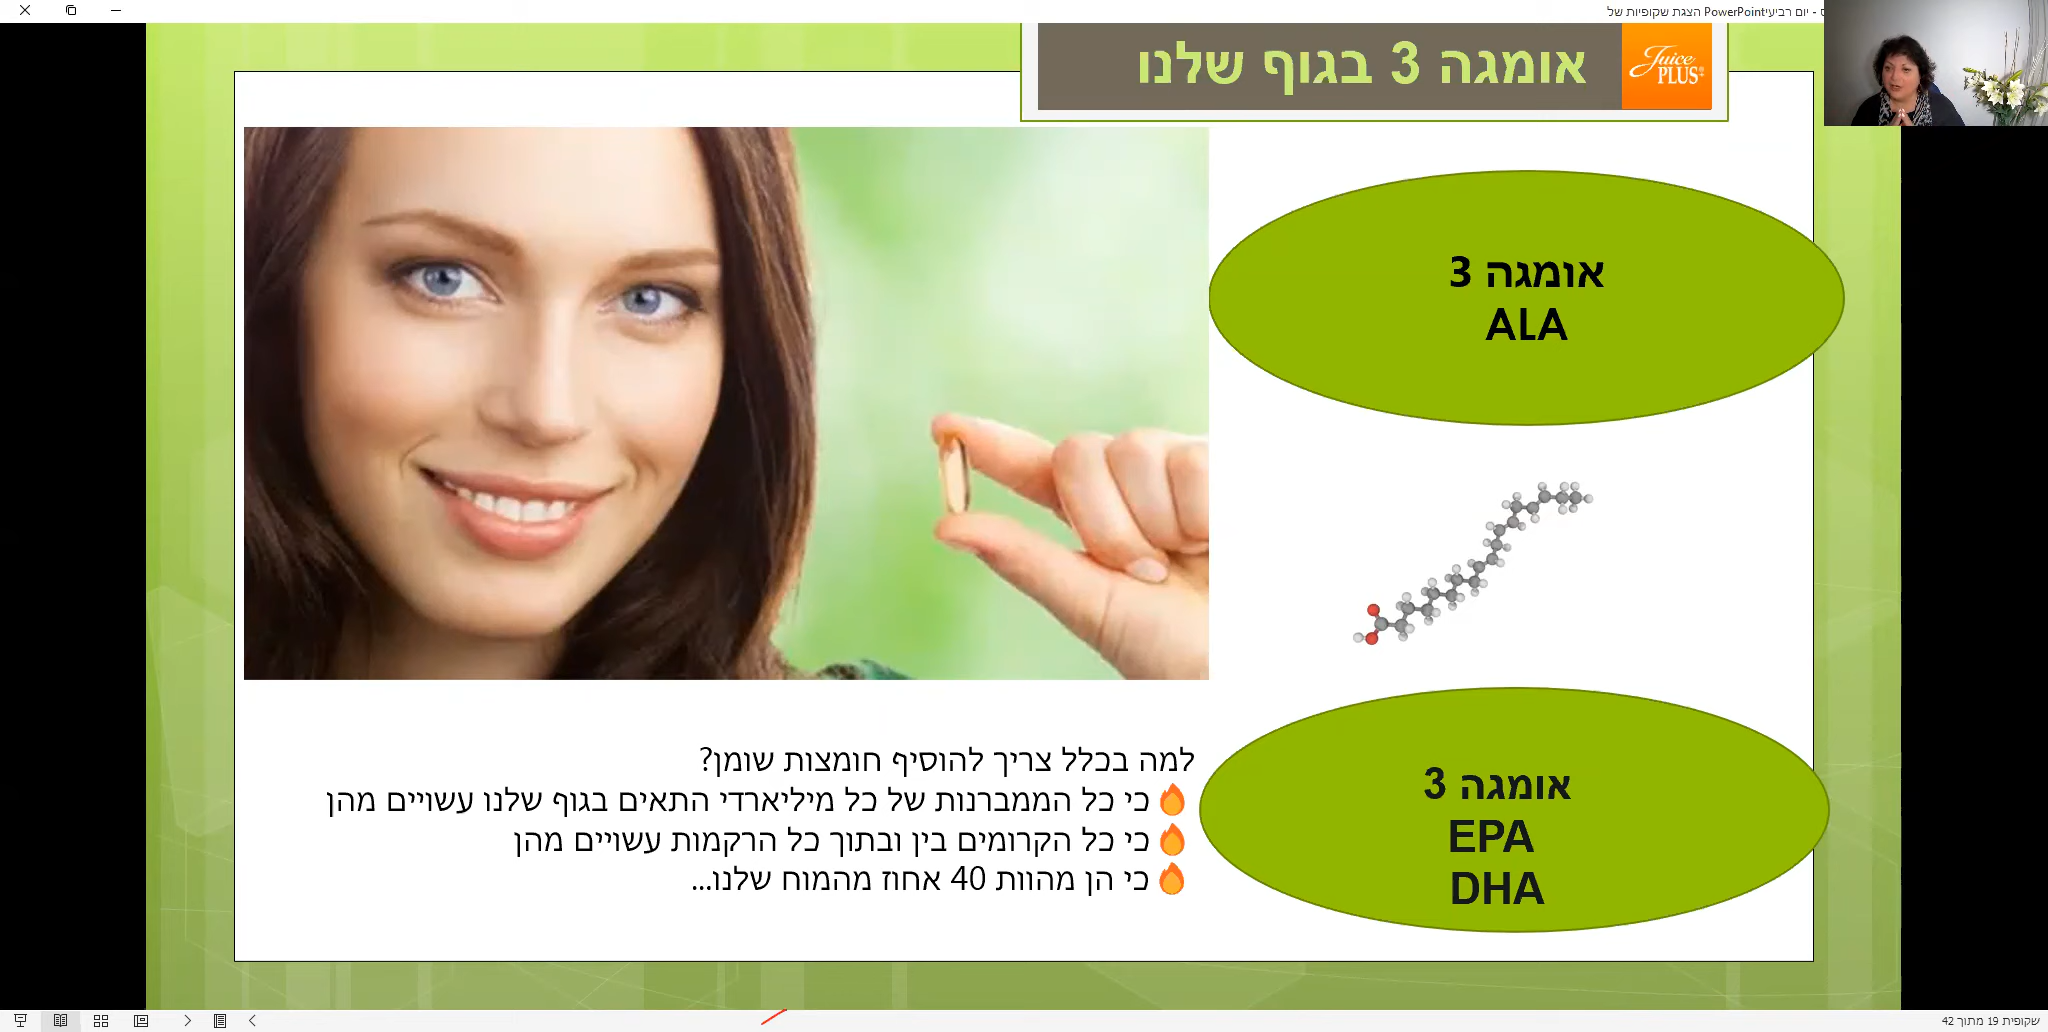 הצגת שקופיות של PowerPoint - יום רביעי
אומגה 3 בגוף שלנו
Juice
PLUS+®
אומגה 3
ALA
למה בכלל צריך להוסיף חומצות שומן?
כי כל הממברנות של כל מיליארדי התאים בגוף שלנו עשויים מהן
כי כל הקרומים בין ובתוך כל הרקמות עשויים מהן
כי הן מהוות 40 אחוז מהמוח שלנו...
אומגה 3
EPA
DHA
שקופית 19 מתוך 42